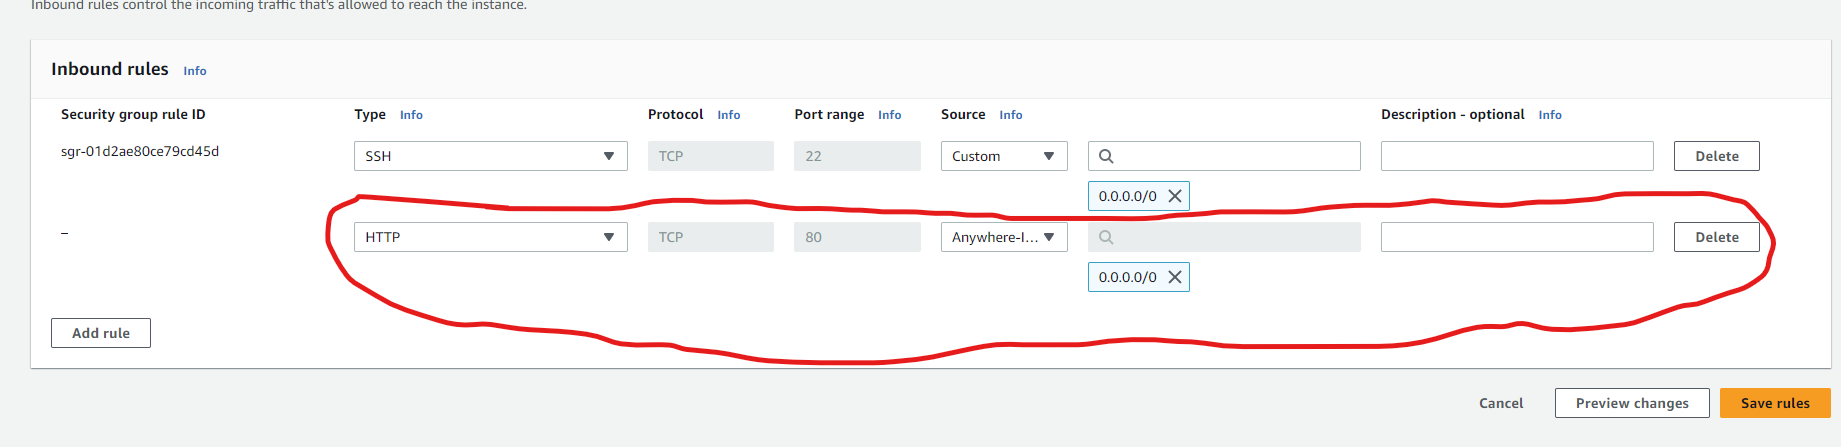 Inbound rules control the incoming traffic that's allowed to reach the instance.
Inbound rules Info
Security group rule ID Type Info Protocol Info Port range Info Source Info Description - optional Info
sgr-01d2ae80ce79cd45d SSH TCP 22 Custom Delete
0.0.0.0/0
– HTTP TCP 80 Anywhere-I... Delete
0.0.0.0/0
Add rule
Cancel Preview changes Save rules